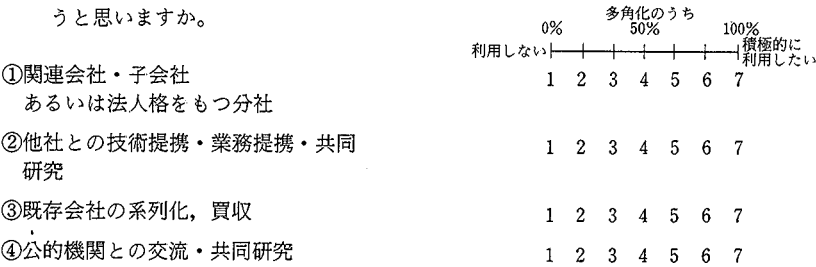 うと思いますか。
多角化のうち
0% 50% 100%
利用しない 積極的に
利用したい
①関連会社・子会社 1 2 3 4 5 6 7
あるいは法人格をもつ分社
②他社との技術提携・業務提携・共同 1 2 3 4 5 6 7
研究
③既存会社の系列化，買収 1 2 3 4 5 6 7
④公的機関との交流・共同研究 1 2 3 4 5 6 7